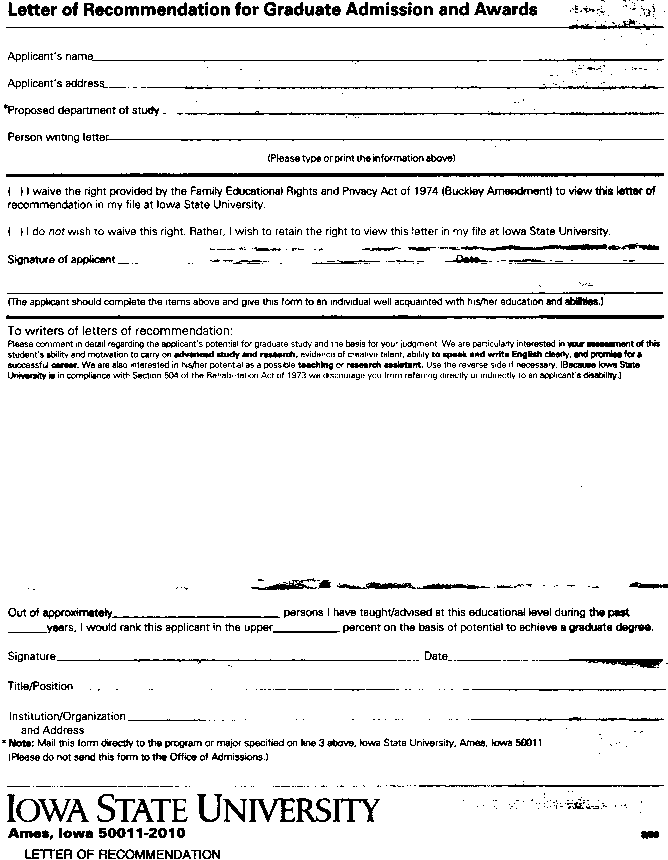 Letter of Recommendation for Graduate Admission and Awards
Applicant's name
Applicant's address
*Proposed department of study
Person writing letter
(Please type or print the information above)
( ) I waive the right provided by the Family Educational Rights and Privacy Act of 1974 (Buckley Amendment) to view this letter of
recommendation in my file at Iowa State University.
( ) I do not wish to waive this right. Rather, I wish to retain the right to view this letter in my file at Iowa State University.
Signature of applicant Date
(The applicant should complete the items above and give this form to an individual well acquainted with his/her education and abilities.)
To writers of letters of recommendation:
Please comment in detail regarding the applicant's potential for graduate study and the basis for your judgment. We are particularly interested in your assessment of this
student's ability and motivation to carry on advanced study and research, evidence of creative talent, ability to speak and write English clearly, and promise for a
successful career. We are also interested in his/her potential as a possible teaching or research assistant. Use the reverse side if necessary. (Because Iowa State
University is in compliance with Section 504 of the Rehabilitation Act of 1973 we discourage you from referring directly or indirectly to an applicant's disability.)
Out of approximately persons I have taught/advised at this educational level during the past
years, I would rank this applicant in the upper percent on the basis of potential to achieve a graduate degree.
Signature Date
Title/Position
Institution/Organization
and Address
* Note: Mail this form directly to the program or major specified on line 3 above, Iowa State University, Ames, Iowa 50011
(Please do not send this form to the Office of Admissions.)
IOWA STATE UNIVERSITY
Ames, Iowa 50011-2010
LETTER OF RECOMMENDATION